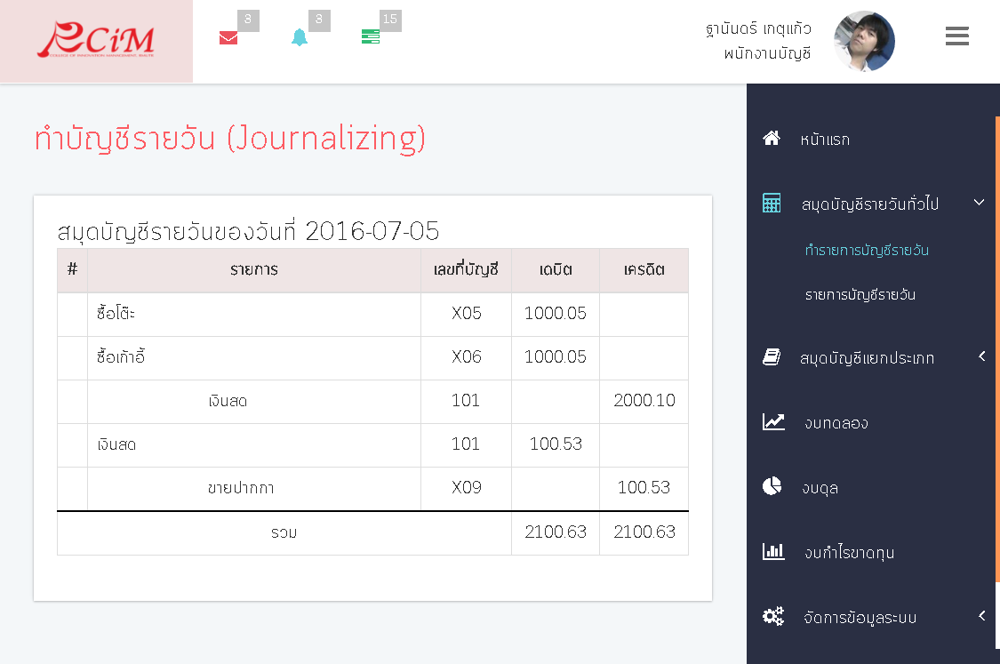 RCiM
3
3
15
ฐานันดร์ เกตุแก้ว
พนักงานบัญชี
ทำบัญชีรายวัน (Journalizing)
สมุดบัญชีรายวันของวันที่ 2016-07-05
# รายการ เลขที่บัญชี เดบิต เครดิต
ซื้อโต๊ะ X05 1000.05
ซื้อเก้าอี้ X06 1000.05
เงินสด 101 2000.10
เงินสด 101 100.53
ขายปากกา X09 100.53
รวม 2100.63 2100.63
หน้าแรก
สมุดบัญชีรายวันทั่วไป
ทำรายการบัญชีรายวัน
รายการบัญชีรายวัน
สมุดบัญชีแยกประเภท
งบทดลอง
งบดุล
งบกำไรขาดทุน
จัดการข้อมูลระบบ